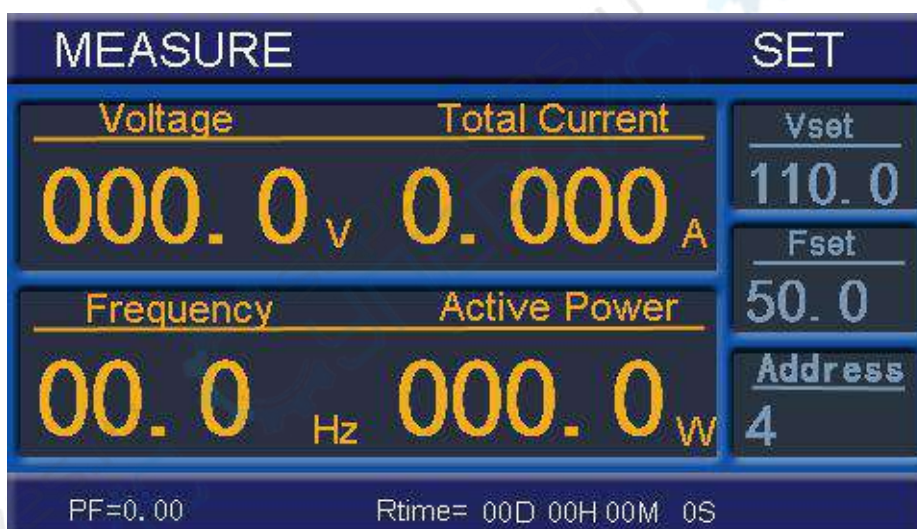 MEASURE SET
Voltage Total Current Vset
000.0 V 0.000 A 110.0
Fset
Frequency Active Power 50.0
00.0 Hz 000.0 W Address
4
PF=0.00 Rtime= 00D 00H 00M 0S